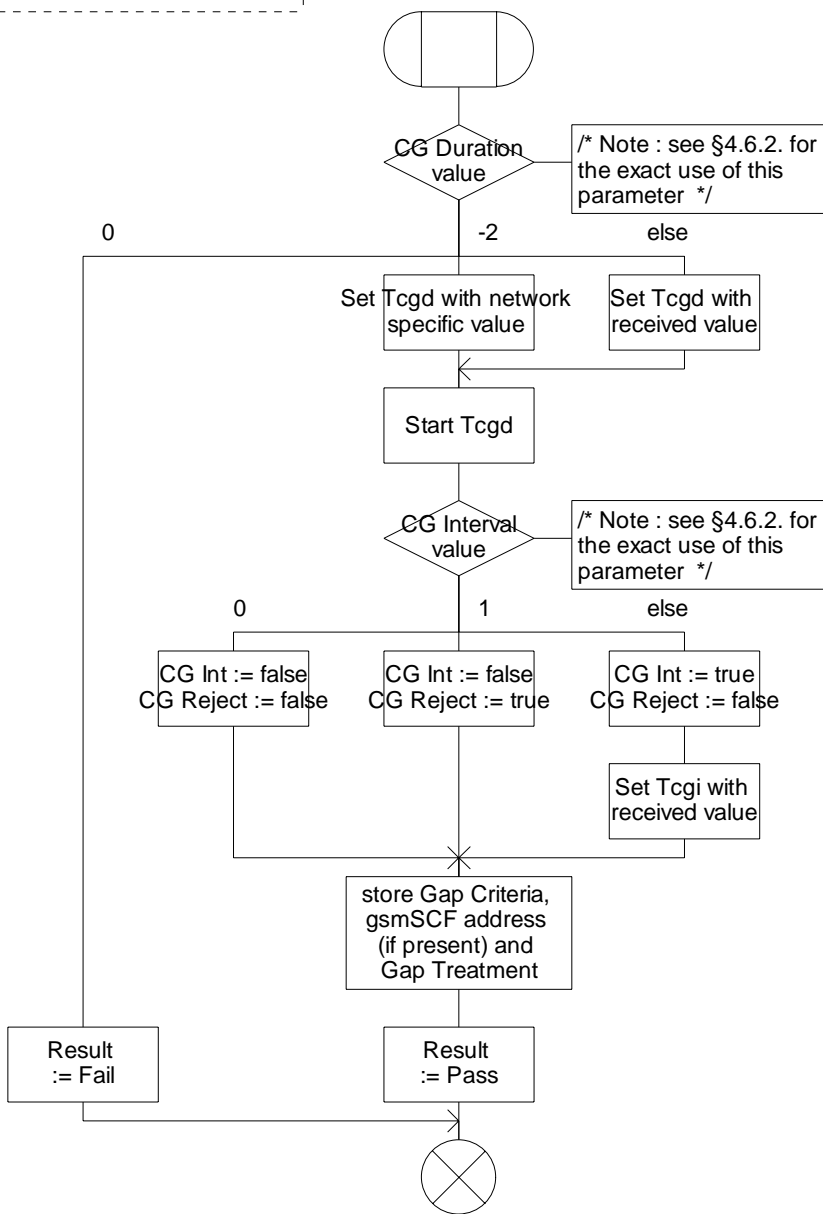 CG Duration
value
/* Note : see §4.6.2. for
the exact use of this
parameter */
0
-2
else
Set Tcgd with network
specific value
Set Tcgd with
received value
Start Tcgd
CG Interval
value
/* Note : see §4.6.2. for
the exact use of this
parameter */
0
1
else
CG Int := false
CG Reject := false
CG Int := false
CG Reject := true
CG Int := true
CG Reject := false
Set Tcgi with
received value
store Gap Criteria,
gsmSCF address
(if present) and
Gap Treatment
Result
:= Fail
Result
:= Pass